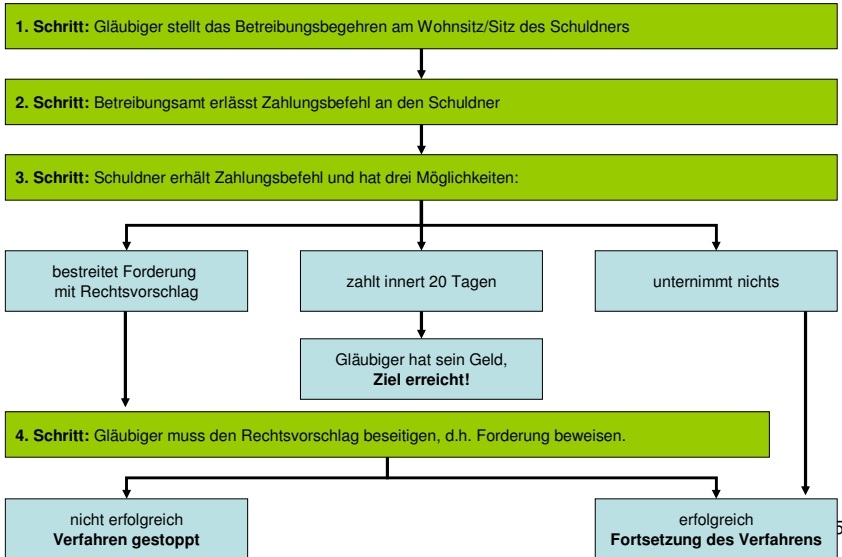 1. Schritt: Gläubiger stellt das Betreibungsbegehren am Wohnsitz/Sitz des Schuldners
2. Schritt: Betreibungsamt erlässt Zahlungsbefehl an den Schuldner
3. Schritt: Schuldner erhält Zahlungsbefehl und hat drei Möglichkeiten:
bestreitet Forderung
mit Rechtsvorschlag
zahlt innert 20 Tagen
unternimmt nichts
Gläubiger hat sein Geld,
Ziel erreicht!
4. Schritt: Gläubiger muss den Rechtsvorschlag beseitigen, d.h. Forderung beweisen.
nicht erfolgreich
Verfahren gestoppt
erfolgreich
Fortsetzung des Verfahrens